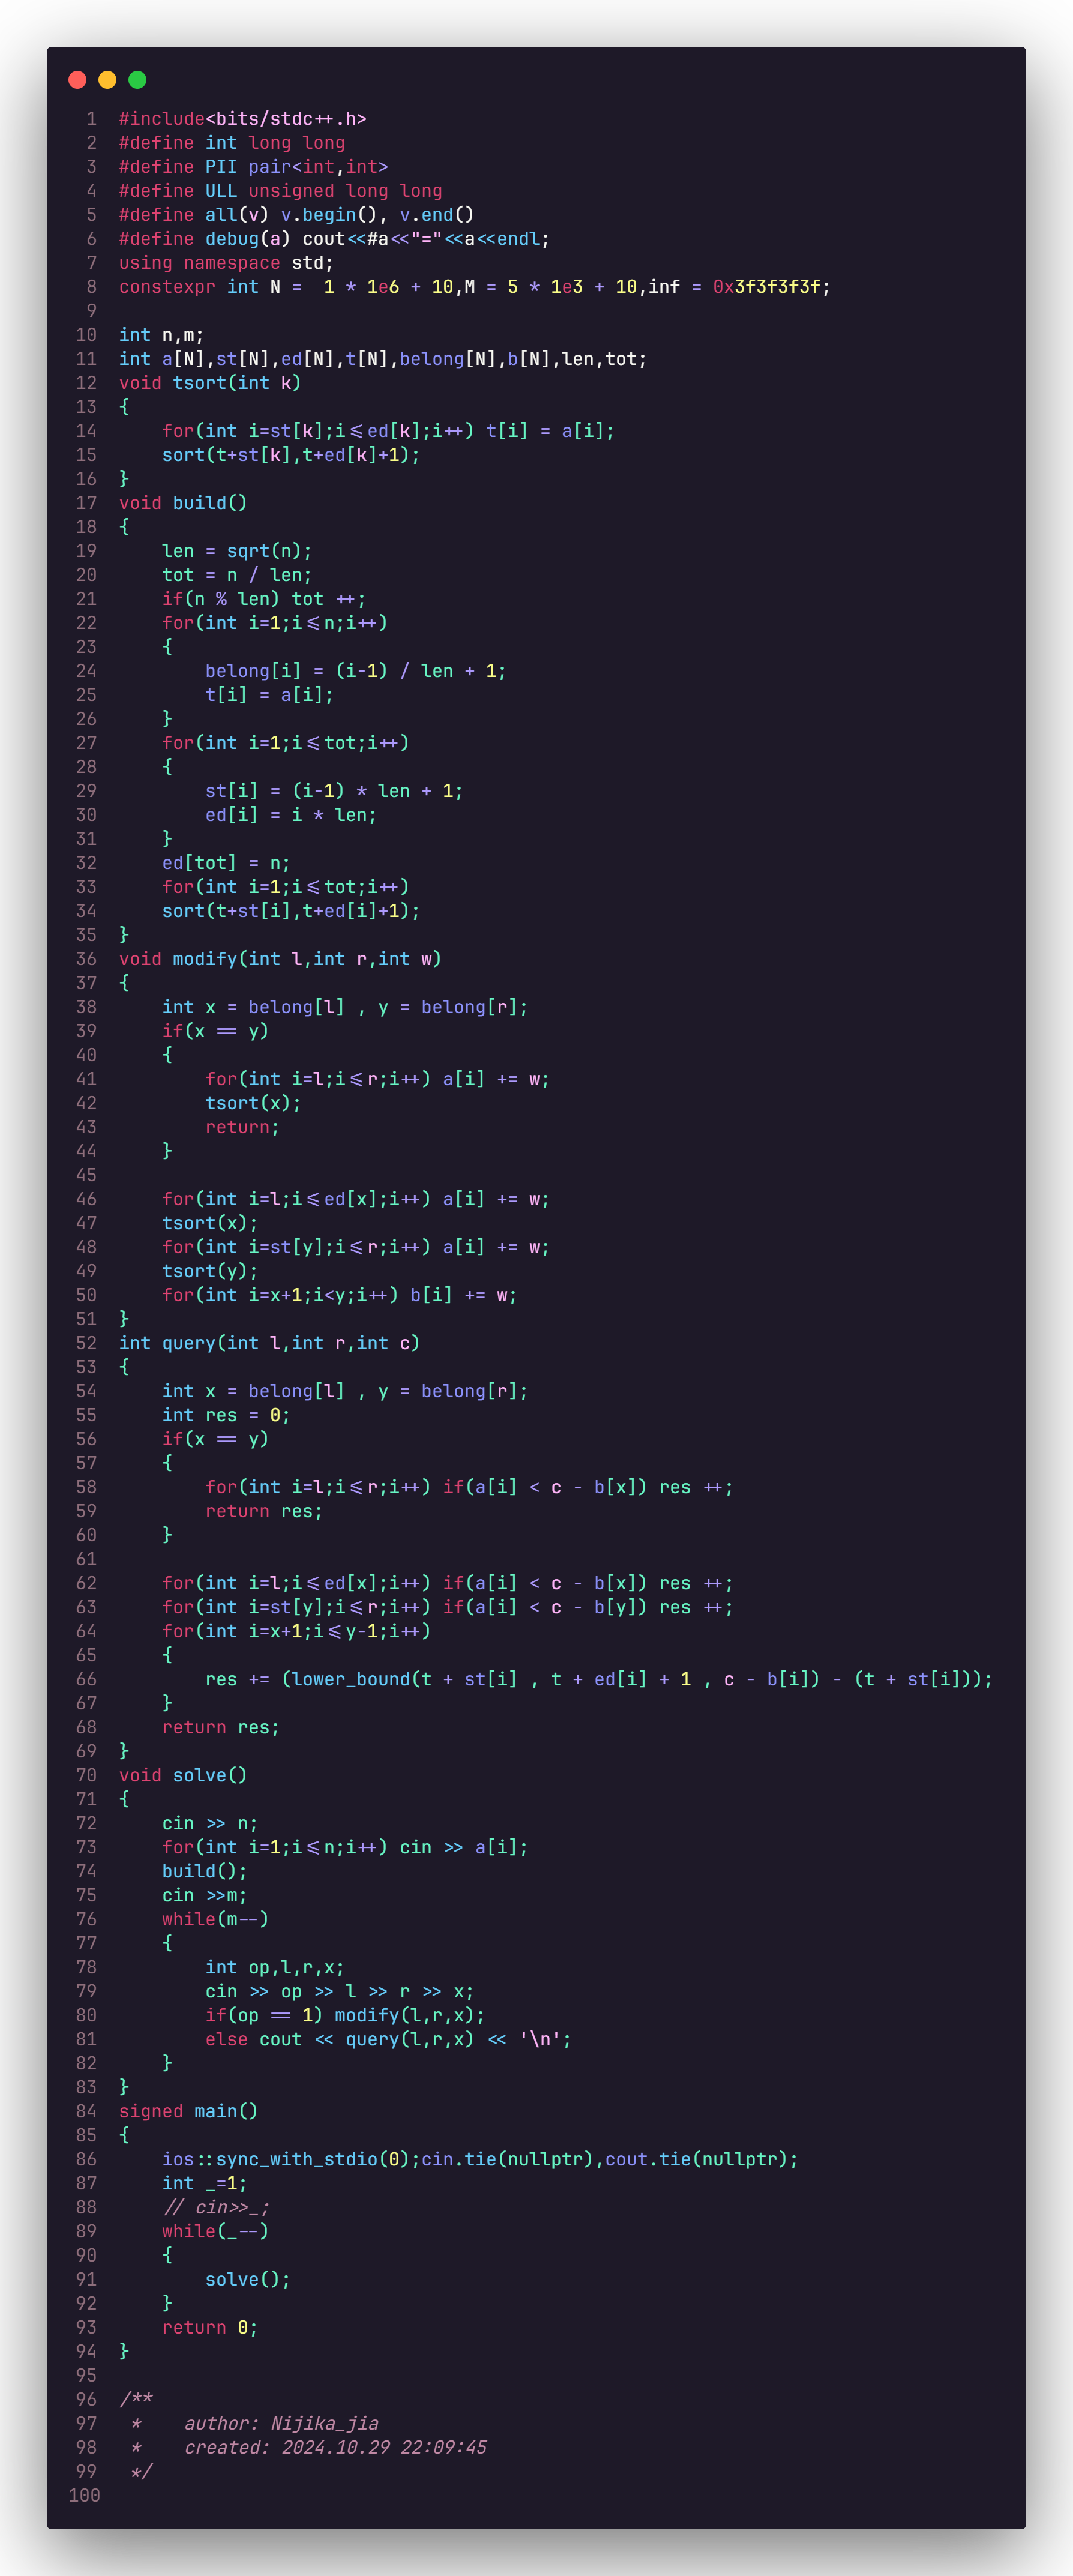 1 #include<bits/stdc++.h>
2 #define int long long
3 #define PII pair<int,int>
4 #define ULL unsigned long long
5 #define all(v) v.begin(), v.end()
6 #define debug(a) cout<<#a<<"="<<a<<endl;
7 using namespace std;
8 constexpr int N =  1 * 1e6 + 10,M = 5 * 1e3 + 10,inf = 0x3f3f3f3f;
9
10 int n,m;
11 int a[N],st[N],ed[N],t[N],belong[N],b[N],len,tot;
12 void tsort(int k)
13 {
14     for(int i=st[k];i<=ed[k];i++) t[i] = a[i];
15     sort(t+st[k],t+ed[k]+1);
16 }
17 void build()
18 {
19     len = sqrt(n);
20     tot = n / len;
21     if(n % len) tot ++;
22     for(int i=1;i<=n;i++)
23     {
24         belong[i] = (i-1) / len + 1;
25         t[i] = a[i];
26     }
27     for(int i=1;i<=tot;i++)
28     {
29         st[i] = (i-1) * len + 1;
30         ed[i] = i * len;
31     }
32     ed[tot] = n;
33     for(int i=1;i<=tot;i++)
34     sort(t+st[i],t+ed[i]+1);
35 }
36 void modify(int l,int r,int w)
37 {
38     int x = belong[l] , y = belong[r];
39     if(x == y)
40     {
41         for(int i=l;i<=r;i++) a[i] += w;
42         tsort(x);
43         return;
44     }
45
46     for(int i=l;i<=ed[x];i++) a[i] += w;
47     tsort(x);
48     for(int i=st[y];i<=r;i++) a[i] += w;
49     tsort(y);
50     for(int i=x+1;i<y;i++) b[i] += w;
51 }
52 int query(int l,int r,int c)
53 {
54     int x = belong[l] , y = belong[r];
55     int res = 0;
56     if(x == y)
57     {
58         for(int i=l;i<=r;i++) if(a[i] < c - b[x]) res ++;
59         return res;
60     }
61
62     for(int i=l;i<=ed[x];i++) if(a[i] < c - b[x]) res ++;
63     for(int i=st[y];i<=r;i++) if(a[i] < c - b[y]) res ++;
64     for(int i=x+1;i<=y-1;i++)
65     {
66         res += (lower_bound(t + st[i] , t + ed[i] + 1 , c - b[i]) - (t + st[i]));
67     }
68     return res;
69 }
70 void solve()
71 {
72     cin >> n;
73     for(int i=1;i<=n;i++) cin >> a[i];
74     build();
75     cin >>m;
76     while(m--)
77     {
78         int op,l,r,x;
79         cin >> op >> l >> r >> x;
80         if(op == 1) modify(l,r,x);
81         else cout << query(l,r,x) << '\n';
82     }
83 }
84 signed main()
85 {
86     ios::sync_with_stdio(0);cin.tie(nullptr),cout.tie(nullptr);
87     int _=1;
88     // cin>>_;
89     while(_--)
90     {
91         solve();
92     }
93     return 0;
94 }
95
96 /**
97  *    author: Nijika_jia
98  *    created: 2024.10.29 22:09:45
99  */
100